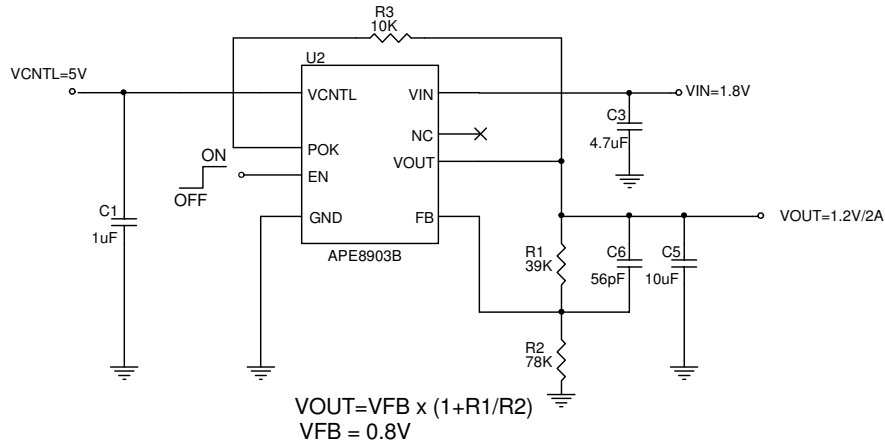 R3
10K
U2
VCNTL=5V
VCNTL
VIN
VIN=1.8V
C3
4.7uF
NC
POK
VOUT
ON
OFF
EN
C1
1uF
GND
FB
VOUT=1.2V/2A
APE8903B
R1
39K
C6
56pF
C5
10uF
R2
78K
VOUT=VFB x (1+R1/R2)
VFB = 0.8V